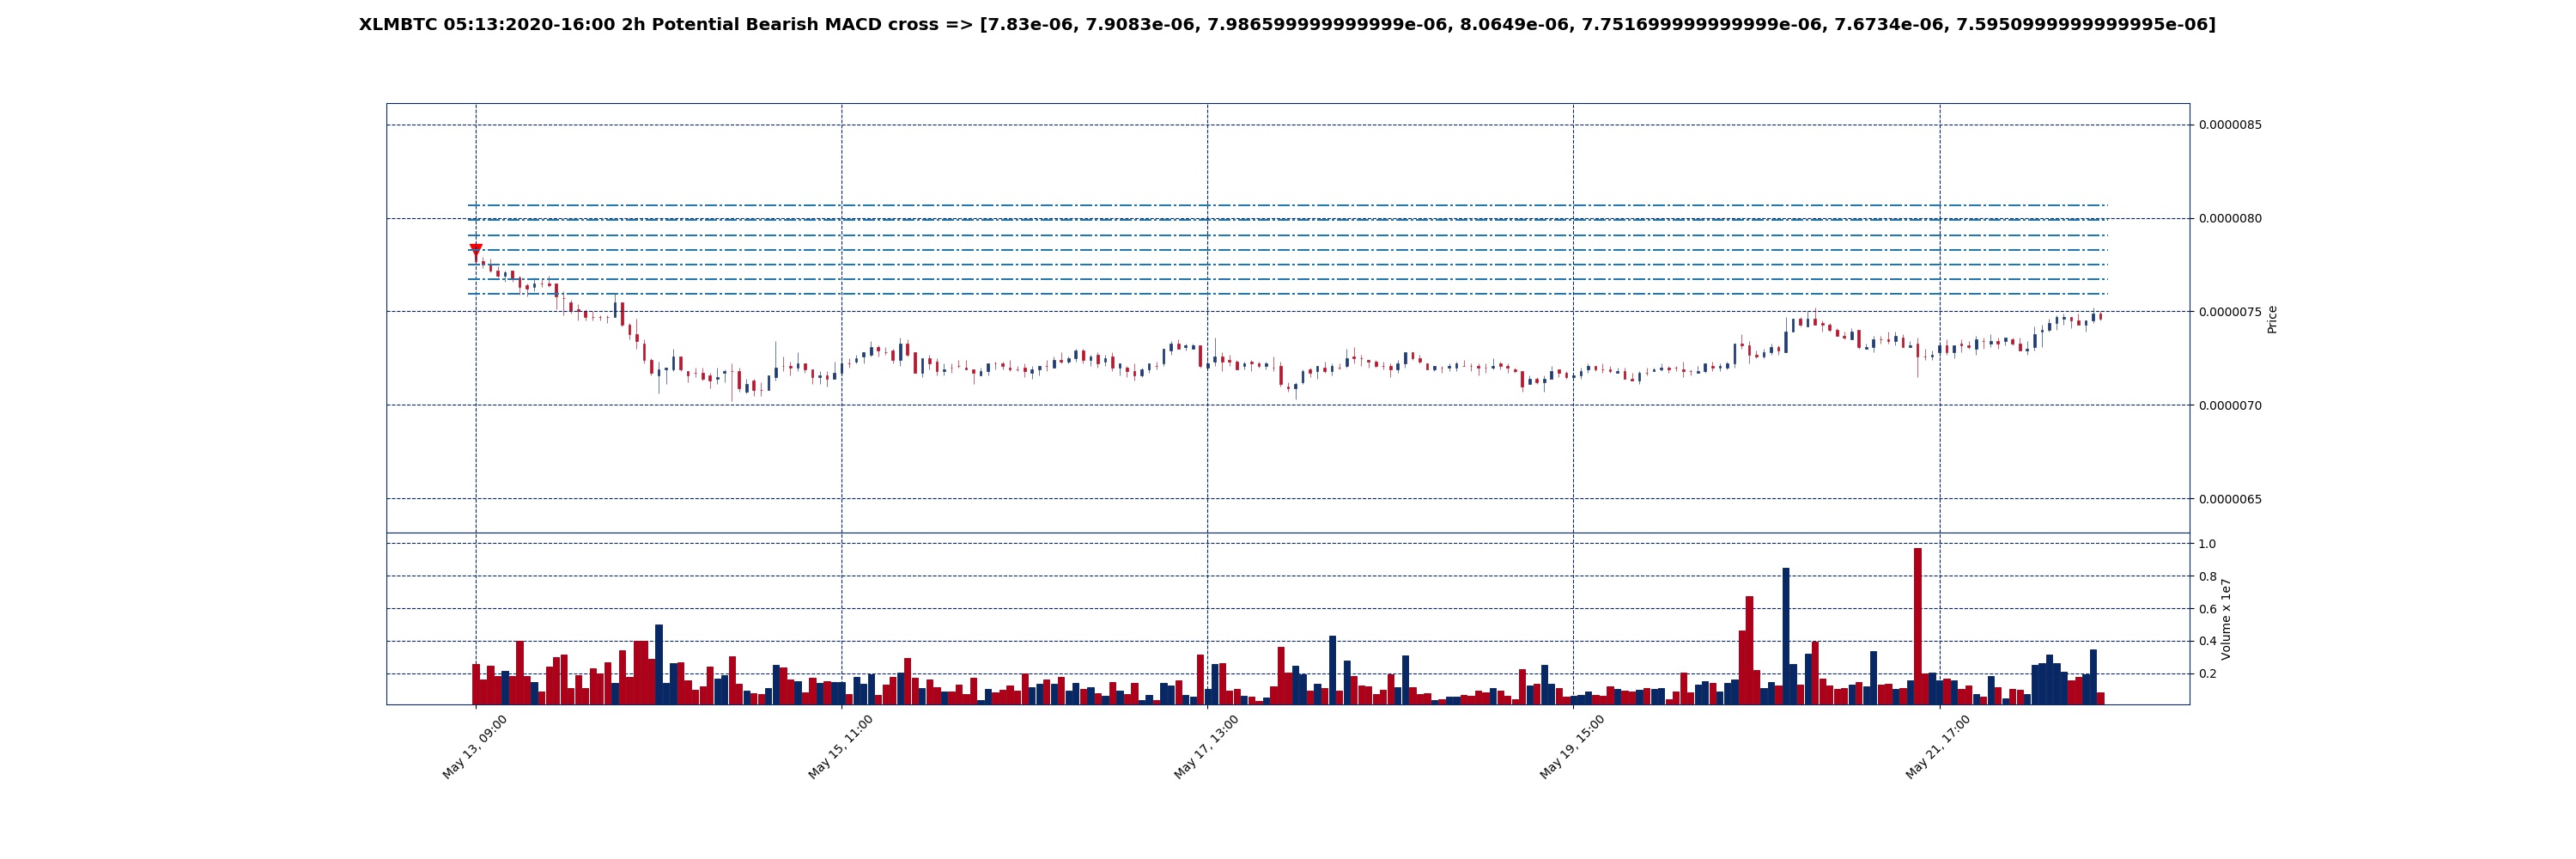 XLMBTC 05:13:2020-16:00 2h Potential Bearish MACD cross => [7.83e-06, 7.9083e-06, 7.986599999999999e-06, 8.0649e-06, 7.751699999999999e-06, 7.6734e-06, 7.5950999999999995e-06]
0.0000085
0.0000080
0.0000075
0.0000070
0.0000065
Price
1.0
0.8
0.6
0.4
0.2
Volume x 1e7
May 13, 09:00
May 15, 11:00
May 17, 13:00
May 19, 15:00
May 21, 17:00